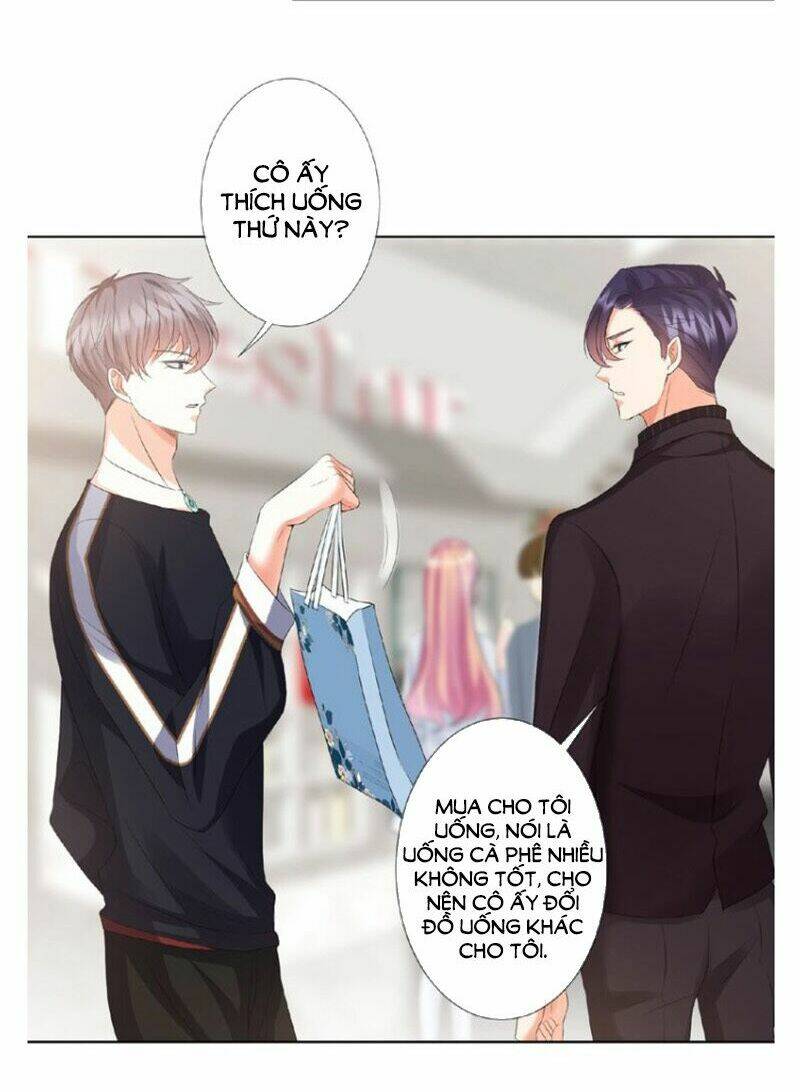 CÔ ẤY
THÍCH UỐNG
THỨ NÀY?
MUA CHO TÔI
UỐNG, NÓI LÀ
UỐNG CÀ PHÊ NHIỀU
KHÔNG TỐT, CHO
NÊN CÔ ẤY ĐỔI
ĐỒ UỐNG KHÁC
CHO TÔI.